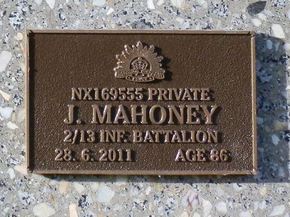 NX169555 PRIVATE
J. MAHONEY
2/13 INF. BATTALION
28. 6. 2011 AGE 86